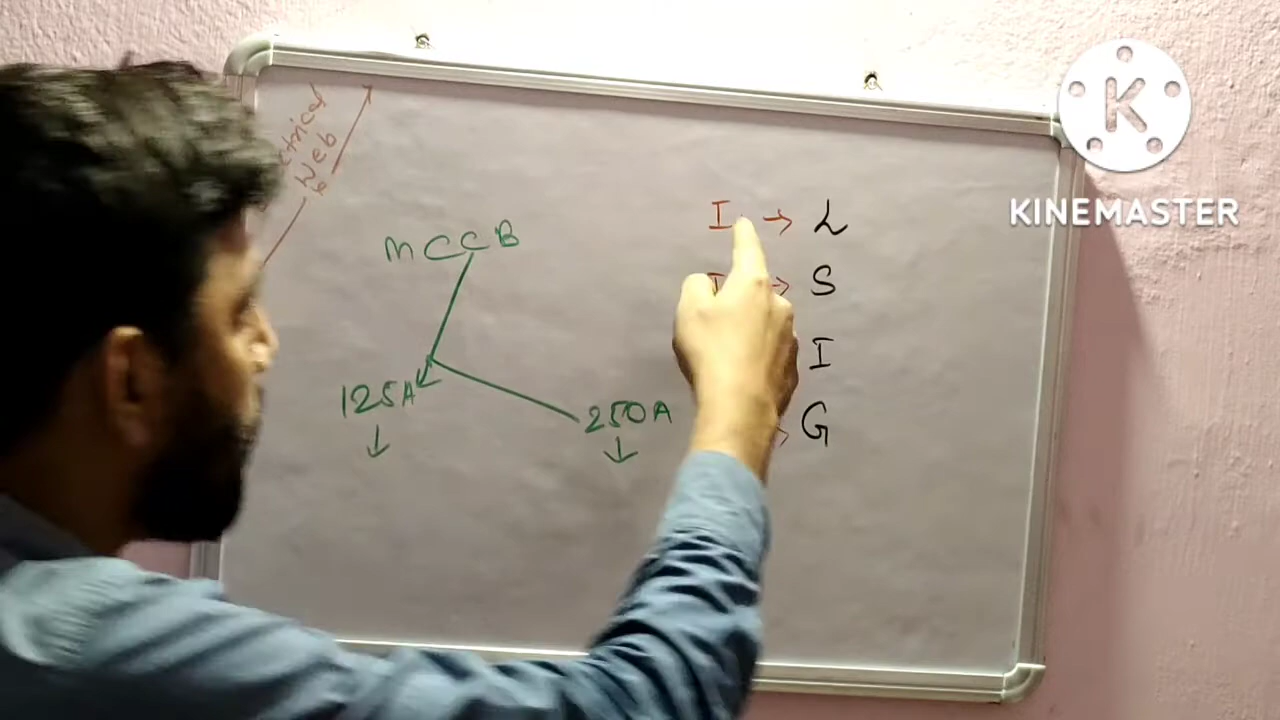 Web
MCCB
125A
250A
I → L
I → S
I
→ G
K
KINEMASTER